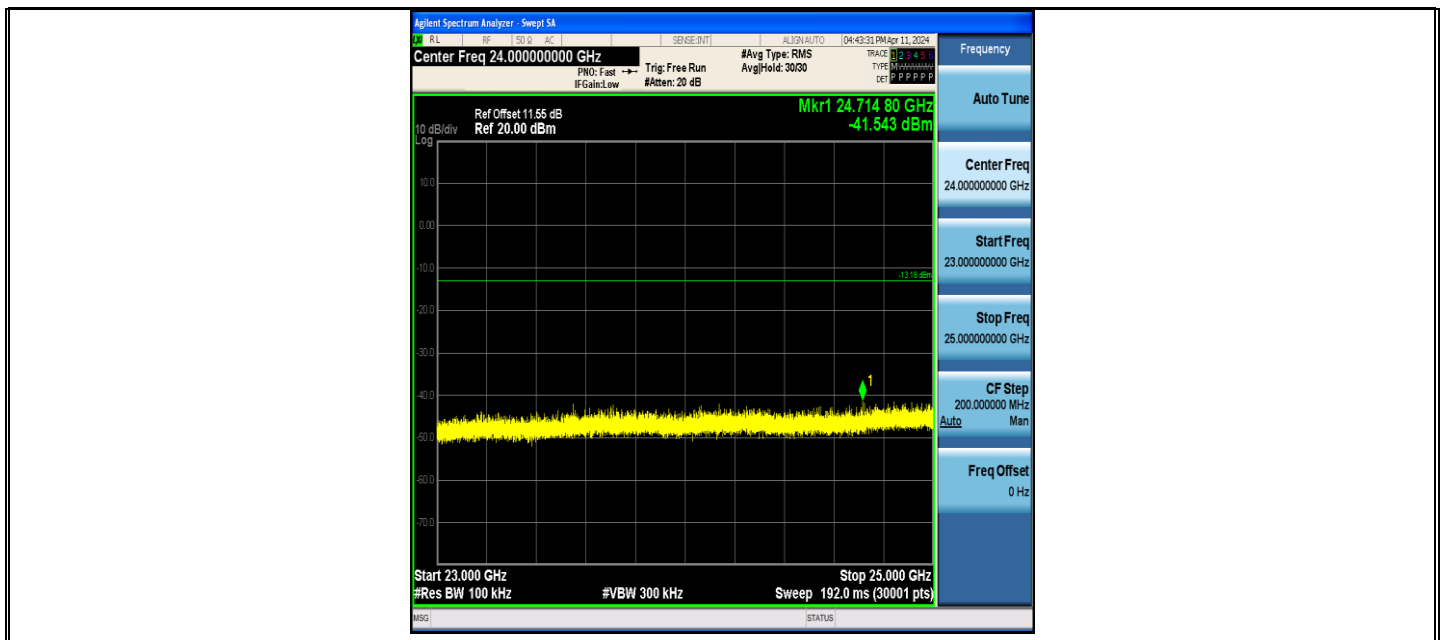 Agilent Spectrum Analyzer - Swept SA
RL RF 50 Ω AC SENSE:INT ALIGN AUTO 04:43:31 PM Apr 11, 2024
Center Freq 24.000000000 GHz
#Avg Type: RMS
TRACE 1 2 3 4 5 6
PNO: Fast
Trig: Free Run
Avg|Hold: 30/30
TYPE
IFGain:Low
#Atten: 20 dB
DET P P P P P P
Mkr1 24.714 80 GHz
-41.543 dBm
Ref Offset 11.55 dB
10 dB/div Ref 20.00 dBm
Log
10.0
0.00
-10.0
-13.18 dBm
-20.0
-30.0
1
-40.0
-50.0
-60.0
-70.0
Start 23.000 GHz Stop 25.000 GHz
#Res BW 100 kHz #VBW 300 kHz Sweep 192.0 ms (30001 pts)
MSG STATUS
Frequency
Auto Tune
Center Freq
24.000000000 GHz
Start Freq
23.000000000 GHz
Stop Freq
25.000000000 GHz
CF Step
200.000000 MHz
Auto Man
Freq Offset
0 Hz